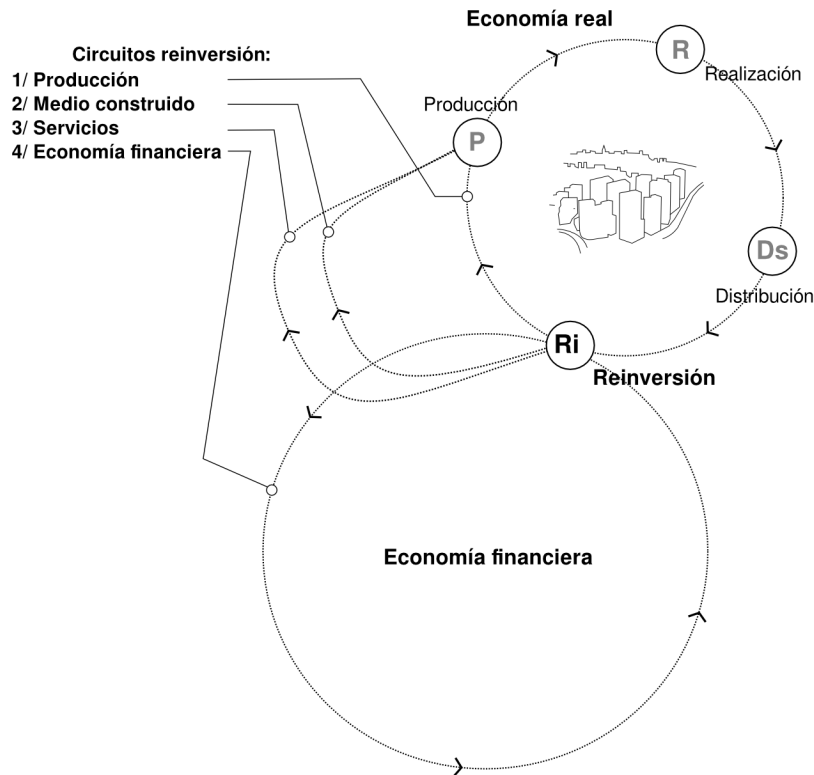 Economía real
Circuitos reinversión:
1/ Producción
2/ Medio construido
3/ Servicios
4/ Economía financiera
R
Realización
Producción
P
Ds
Distribución
Ri
Reinversión
Economía financiera